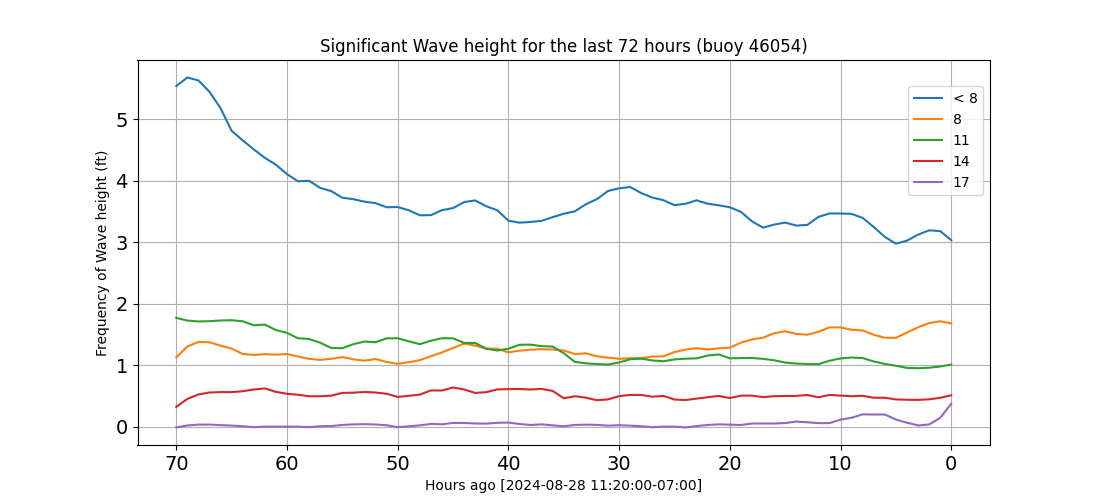 Significant Wave height for the last 72 hours (buoy 46054)
Frequency of Wave height (ft)
5
4
3
2
1
0
< 8
8
11
14
17
70 60 50 40 30 20 10 0
Hours ago [2024-08-28 11:20:00-07:00]